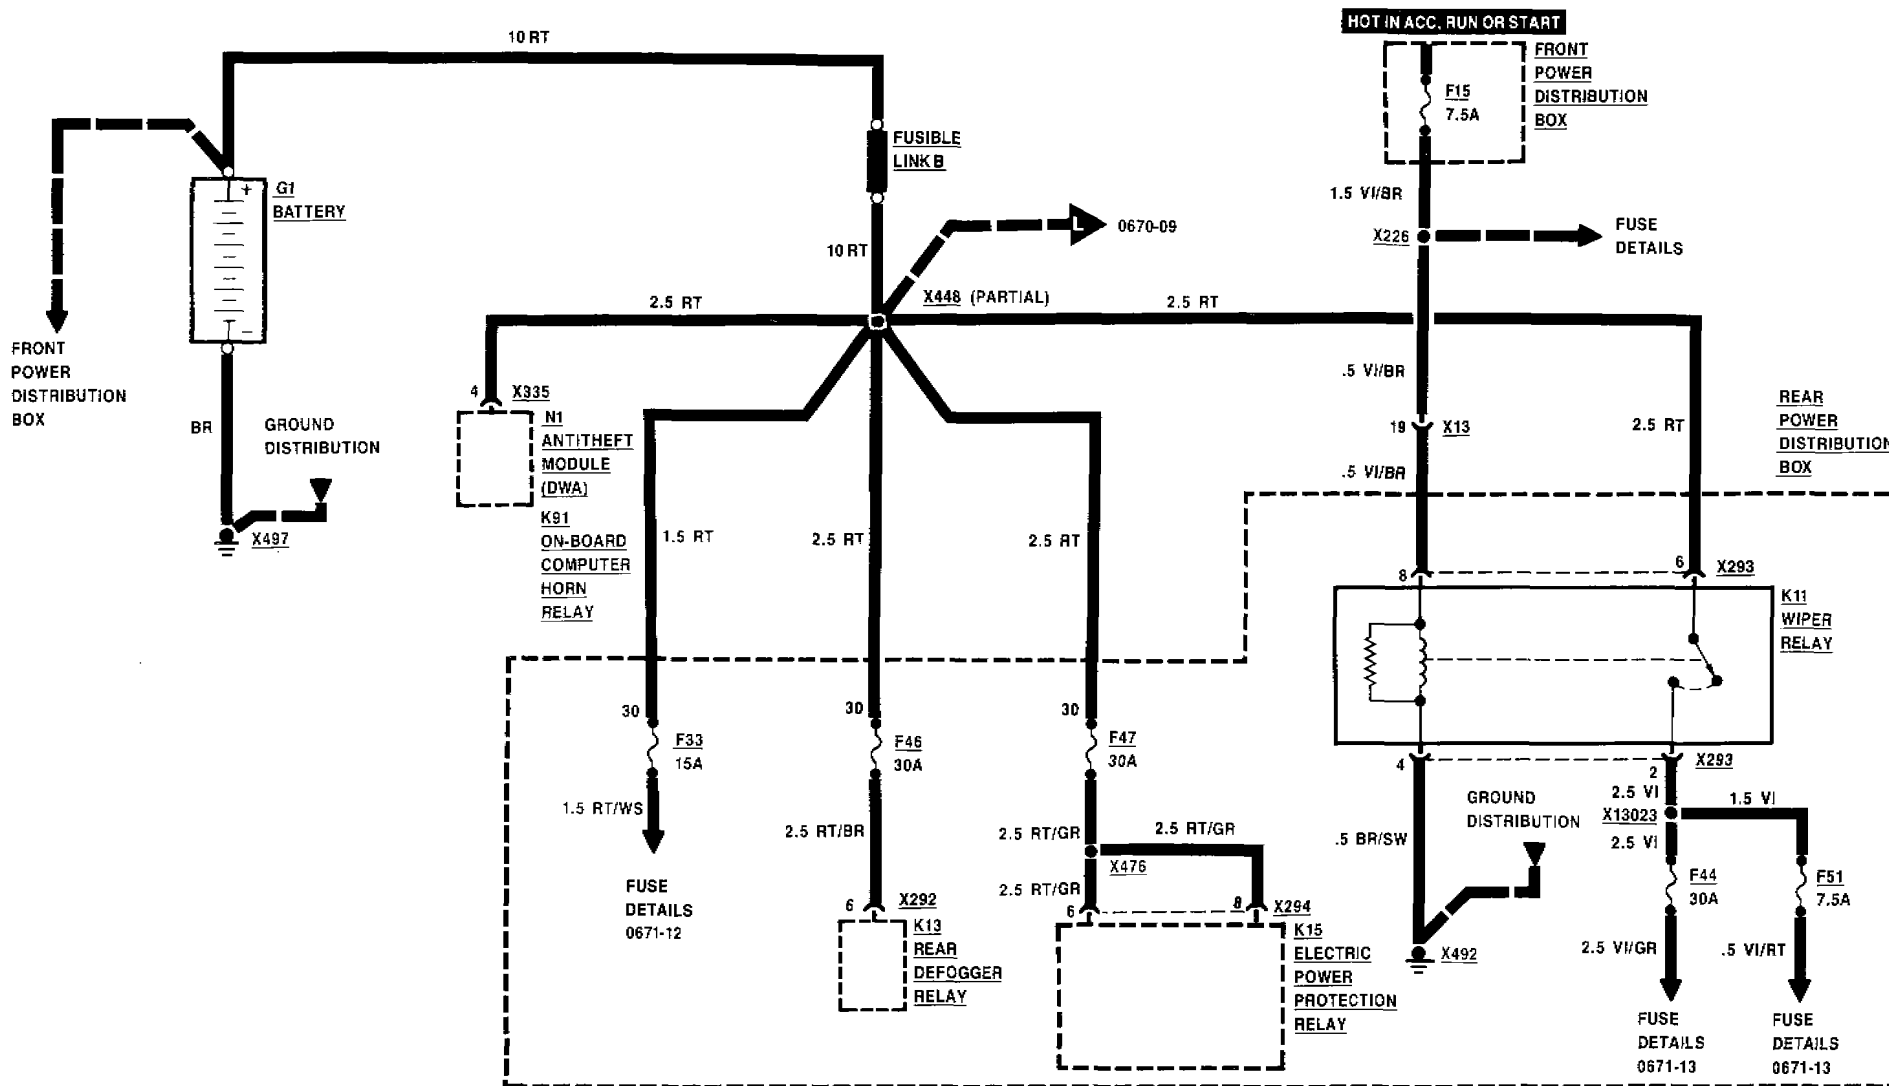 HOT IN ACC, RUN OR START
10 RT
FRONT
POWER
DISTRIBUTION
BOX
F15
7.5A
FUSIBLE
LINK B
+
G1
BATTERY
-
1.5 VI/BR
L
0670-09
X226
FUSE
DETAILS
10 RT
X448 (PARTIAL)
2.5 RT
2.5 RT
FRONT
POWER
DISTRIBUTION
BOX
BR
GROUND
DISTRIBUTION
X497
4
X335
N1
ANTITHEFT
MODULE
(DWA)
K91
ON-BOARD
COMPUTER
HORN
RELAY
.5 VI/BR
19
X13
.5 VI/BR
2.5 RT
REAR
POWER
DISTRIBUTION
BOX
1.5 RT
2.5 RT
2.5 RT
8
6
X293
K11
WIPER
RELAY
30
F33
15A
1.5 RT/WS
FUSE
DETAILS
0671-12
30
F46
30A
2.5 RT/BR
6
X292
K13
REAR
DEFOGGER
RELAY
30
F47
30A
2.5 RT/GR
2.5 RT/GR
X476
2.5 RT/GR
6
8
X294
K15
ELECTRIC
POWER
PROTECTION
RELAY
4
2
X293
.5 BR/SW
GROUND
DISTRIBUTION
X492
2.5 VI
1.5 VI
X13023
2.5 VI
F44
30A
F51
7.5A
2.5 VI/GR
.5 VI/RT
FUSE
DETAILS
0671-13
FUSE
DETAILS
0671-13